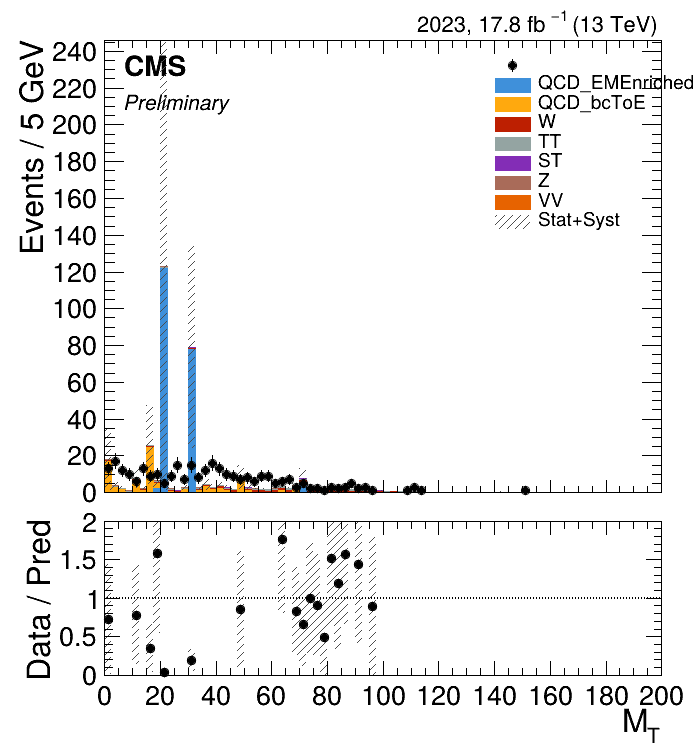 2023, 17.8 fb⁻¹ (13 TeV)
CMS
Preliminary
QCD_EMEnriched
QCD_bcToE
W
TT
ST
Z
VV
Stat+Syst
Events / 5 GeV
240
220
200
180
160
140
120
100
80
60
40
20
0
Data / Pred
2
1.5
1
0.5
0
0 20 40 60 80 100 120 140 160 180 200
M_T